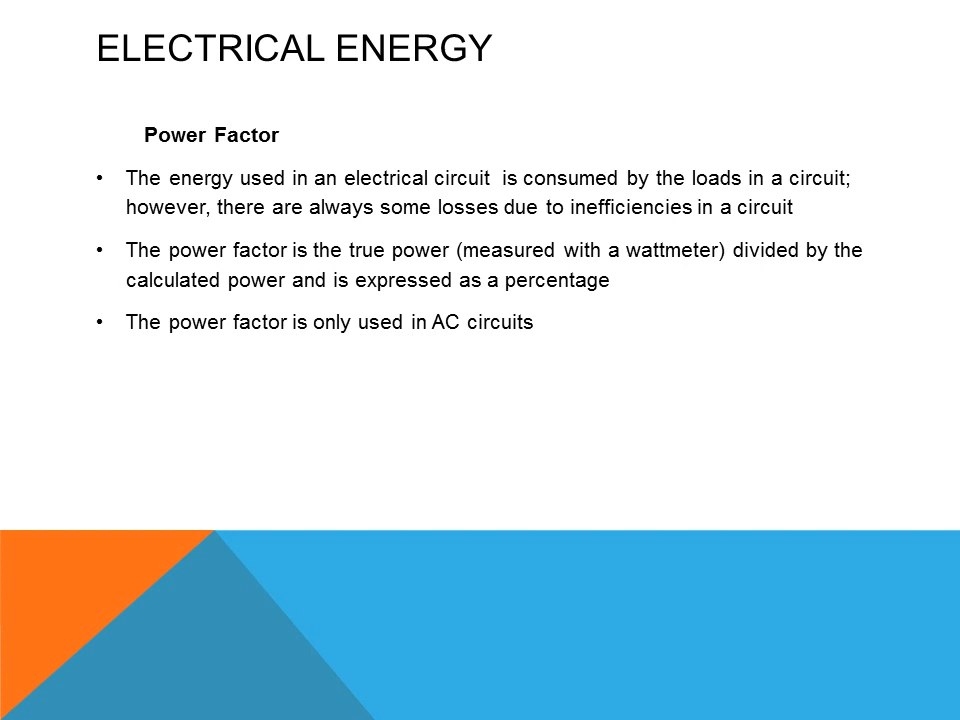 ELECTRICAL ENERGY
Power Factor
• The energy used in an electrical circuit is consumed by the loads in a circuit;
however, there are always some losses due to inefficiencies in a circuit
• The power factor is the true power (measured with a wattmeter) divided by the
calculated power and is expressed as a percentage
• The power factor is only used in AC circuits